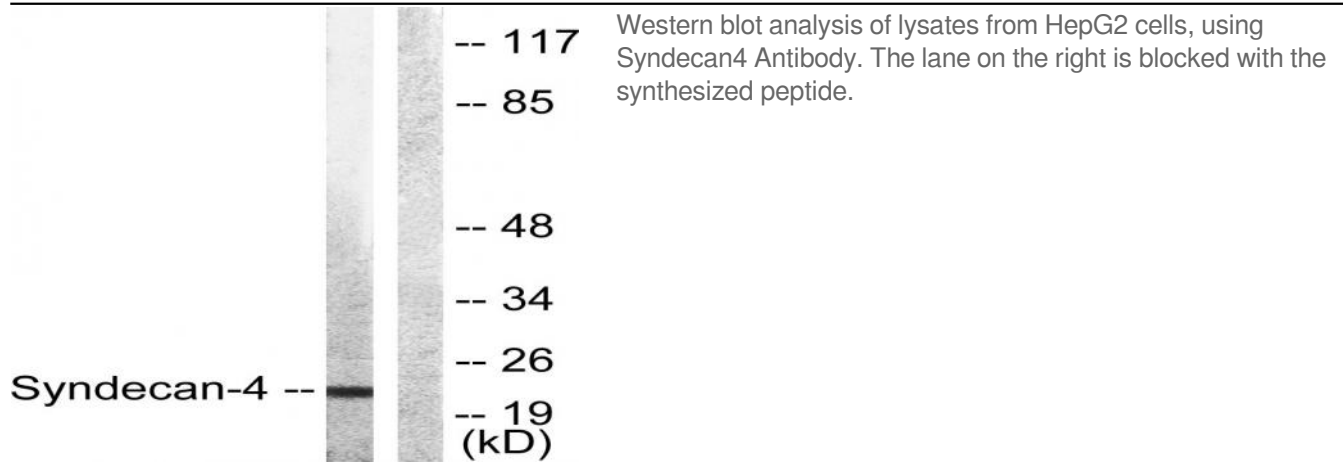 -- 117
-- 85
-- 48
-- 34
-- 26
Syndecan-4 --
-- 19
(kD)
Western blot analysis of lysates from HepG2 cells, using
Syndecan4 Antibody. The lane on the right is blocked with the
synthesized peptide.